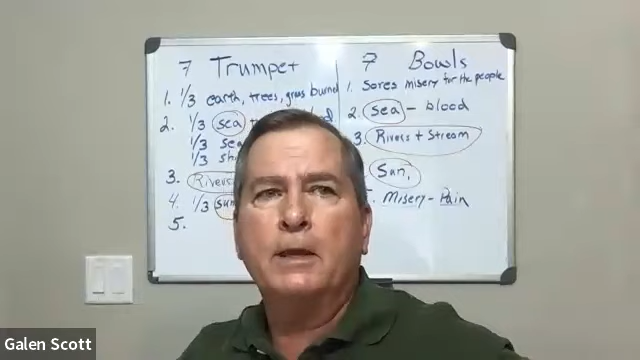 7 Trumpet
1. 1/3 earth, trees, grass burned
2. 1/3 sea
1/3 sea
1/3
3. Rivers
4. 1/3 sun
5.
7 Bowls
1. Sores misery for the people
2. sea - blood
3. Rivers + Stream
Sun,
Misery - Pain
Galen Scott